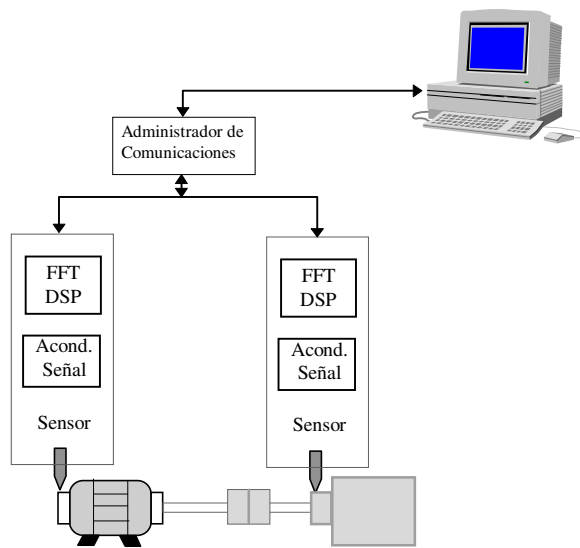 Administrador de
Comunicaciones
FFT
DSP
Acond.
Señal
Sensor
FFT
DSP
Acond.
Señal
Sensor